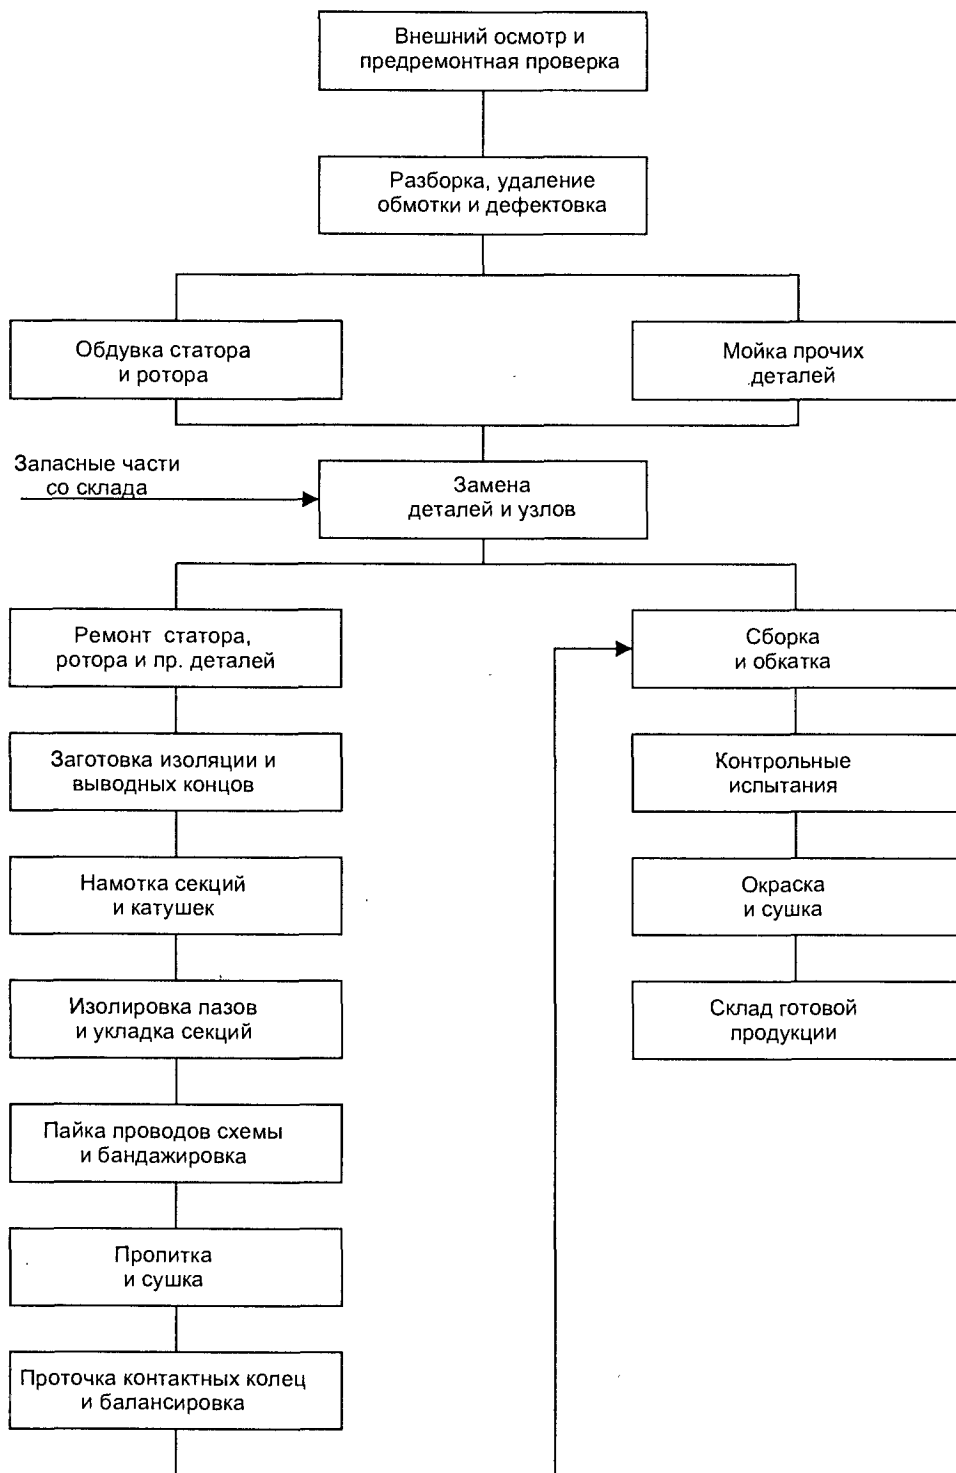 Внешний осмотр и
предремонтная проверка
Разборка, удаление
обмотки и дефектовка
Обдувка статора
и ротора
Мойка прочих
деталей
Запасные части
со склада
Замена
деталей и узлов
Ремонт статора,
ротора и пр. деталей
Сборка
и обкатка
Заготовка изоляции и
выводных концов
Контрольные
испытания
Намотка секций
и катушек
Окраска
и сушка
Изолировка пазов
и укладка секций
Склад готовой
продукции
Пайка проводов схемы
и бандажировка
Пропитка
и сушка
Проточка контактных колец
и балансировка